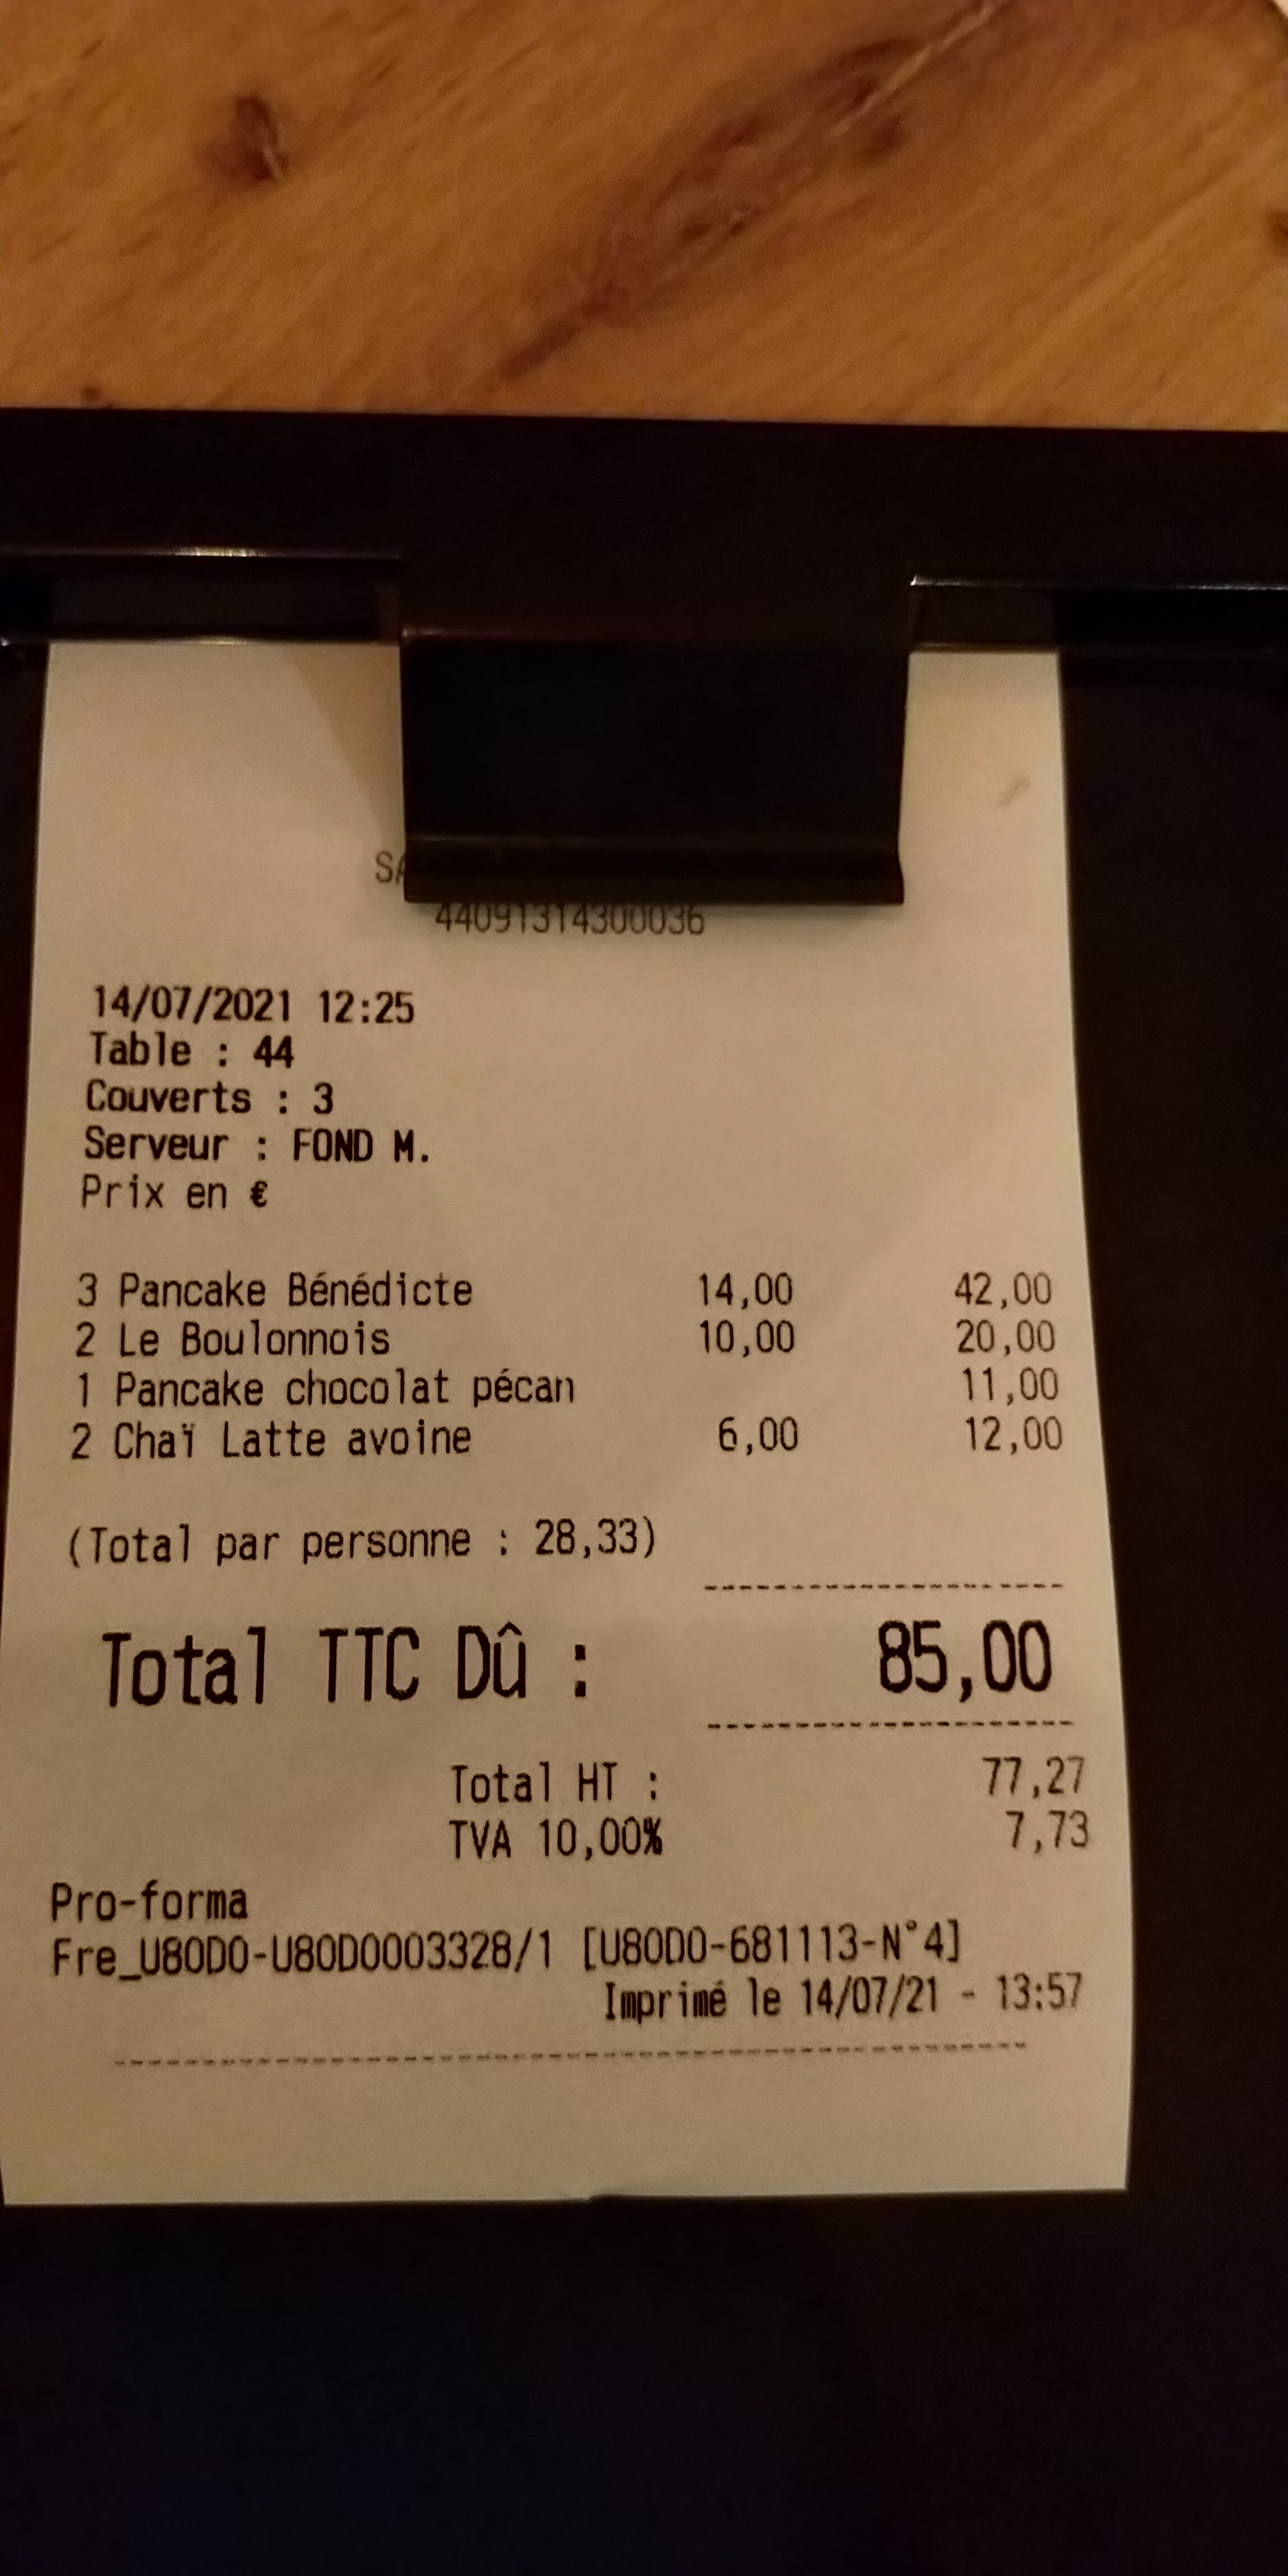 44091314300036
14/07/2021 12:25
Table : 44
Couverts : 3
Serveur : FOND M.
Prix en €
3 Pancake Bénédicte 14,00 42,00
2 Le Boulonnois 10,00 20,00
1 Pancake chocolat pécan 11,00
2 Chaï Latte avoine 6,00 12,00
(Total par personne : 28,33)
Total TTC Dû : 85,00
Total HT : 77,27
TVA 10,00% 7,73
Pro-forma
Fre_U80D0-U80D0003328/1 [U80D0-681113-N°4]
Imprimé le 14/07/21 - 13:57